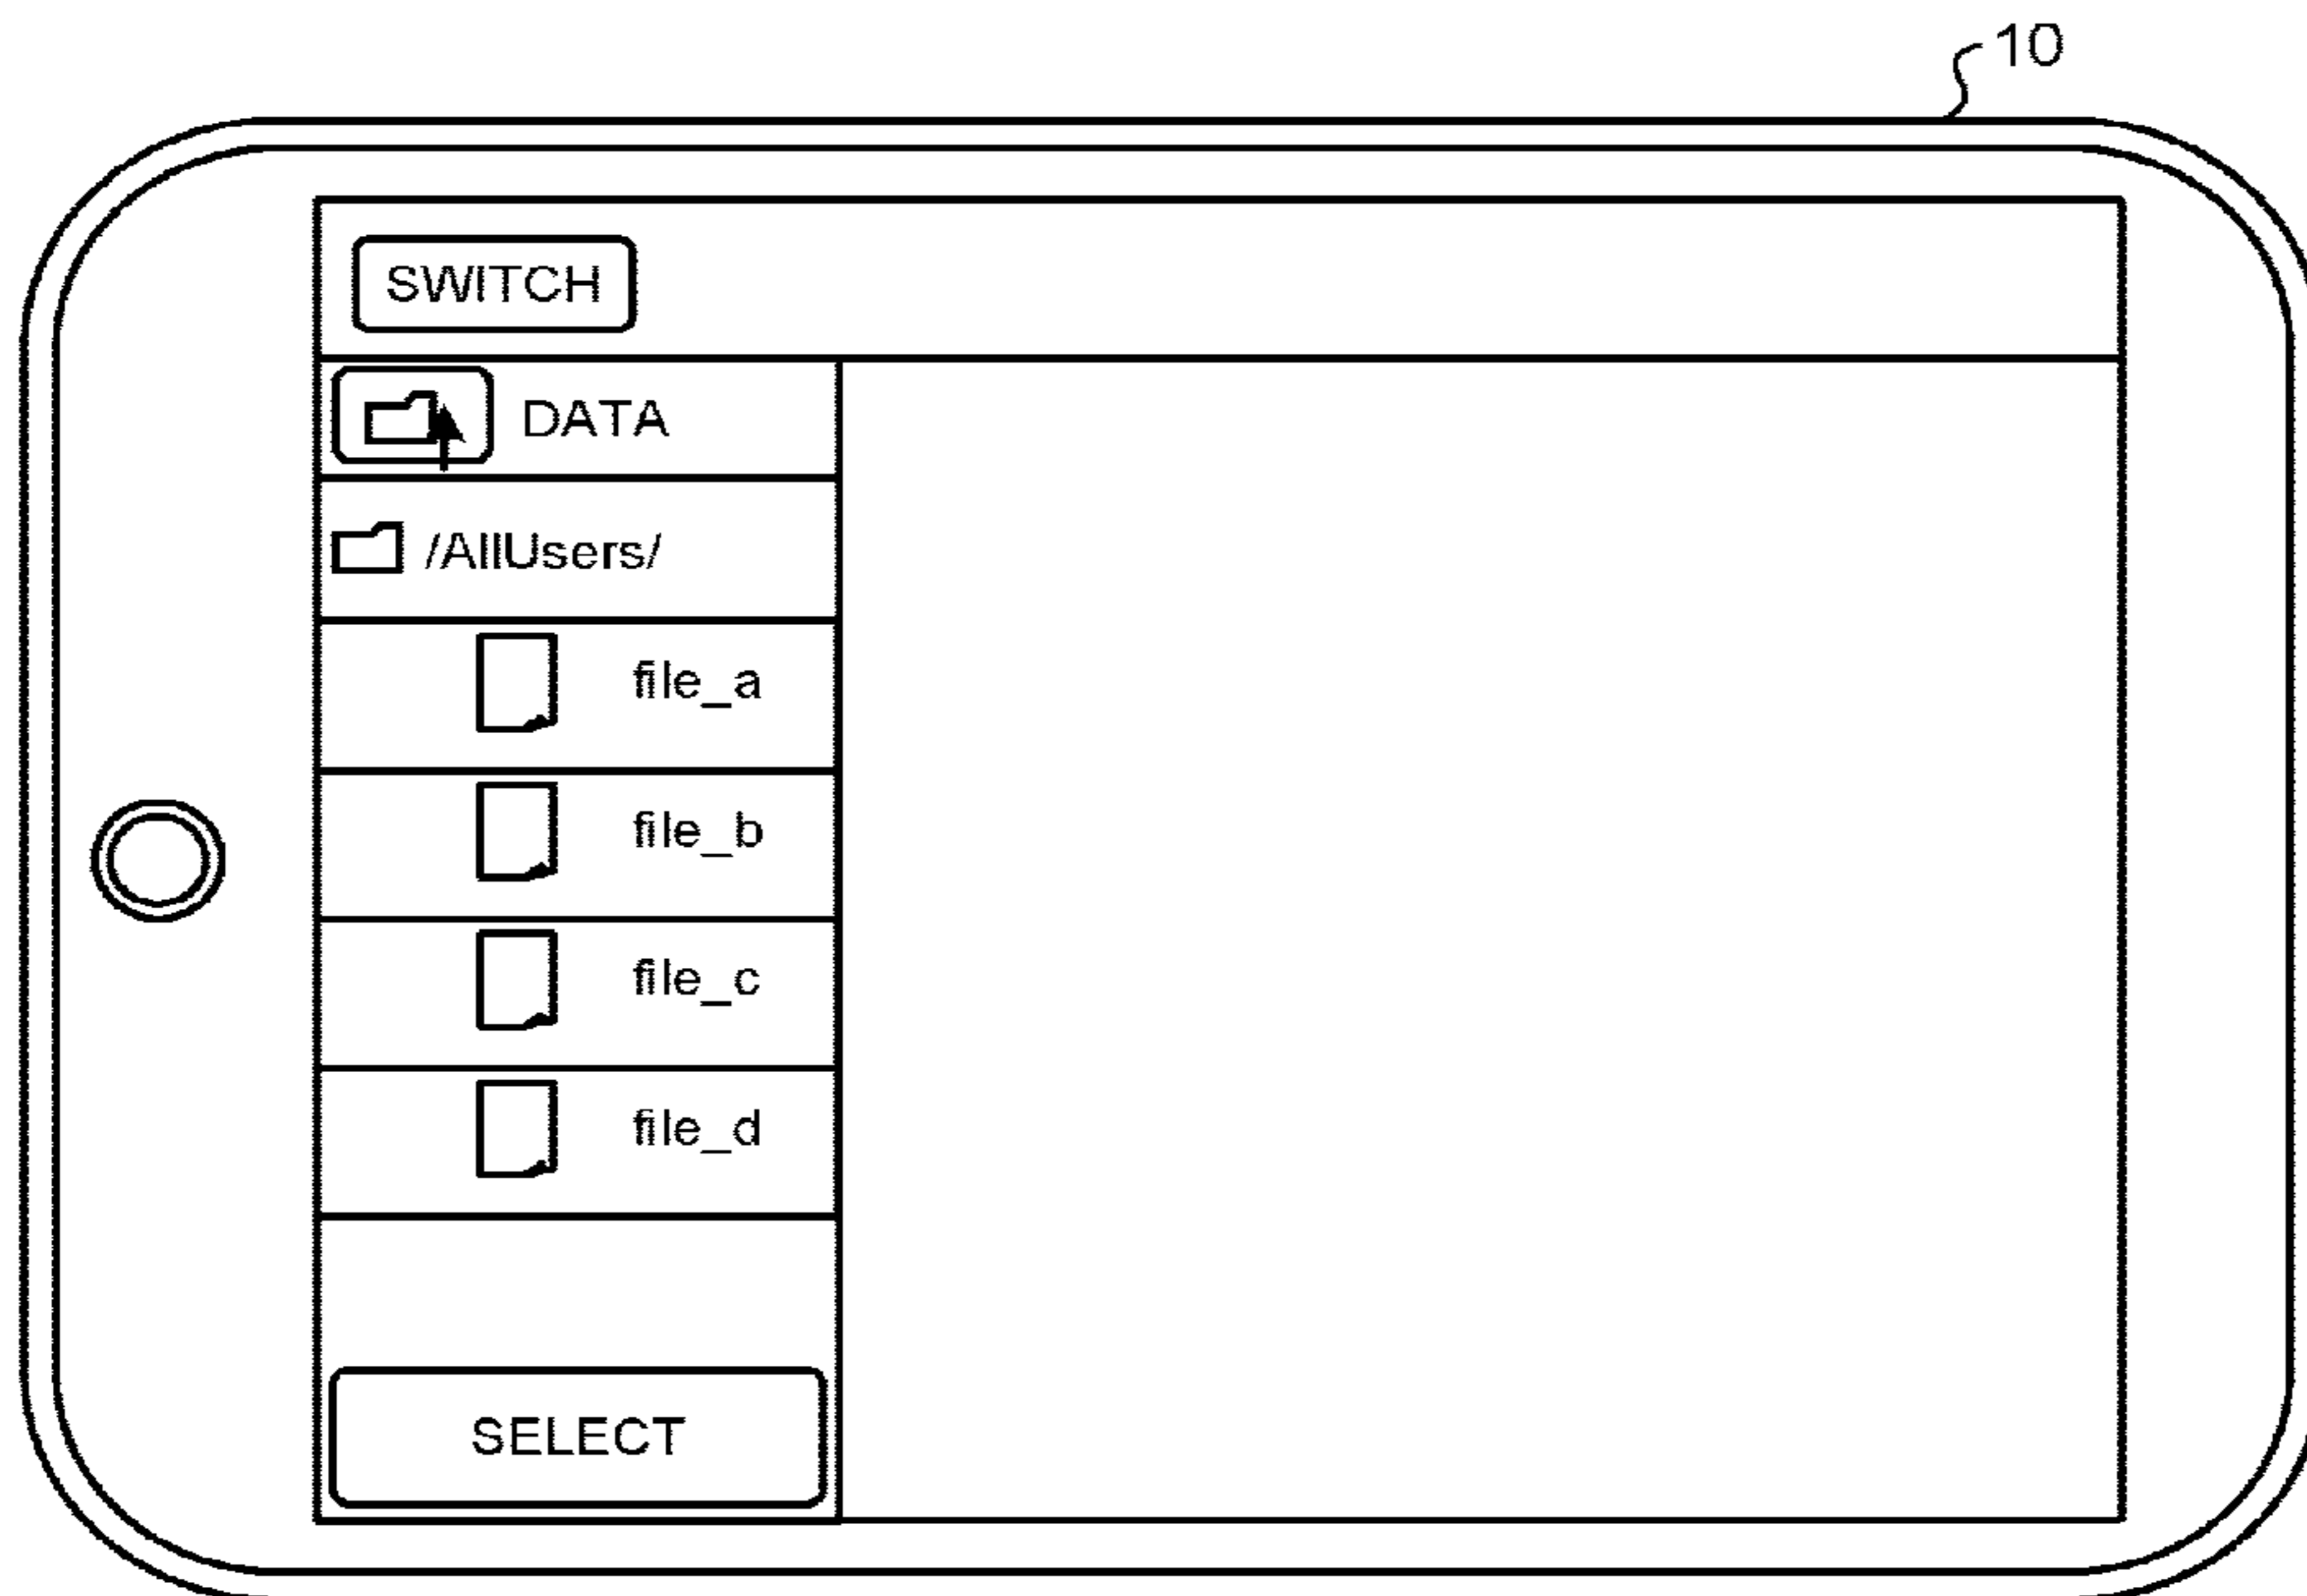 10
SWITCH
DATA
/AllUsers/
file_a
file_b
file_c
file_d
SELECT